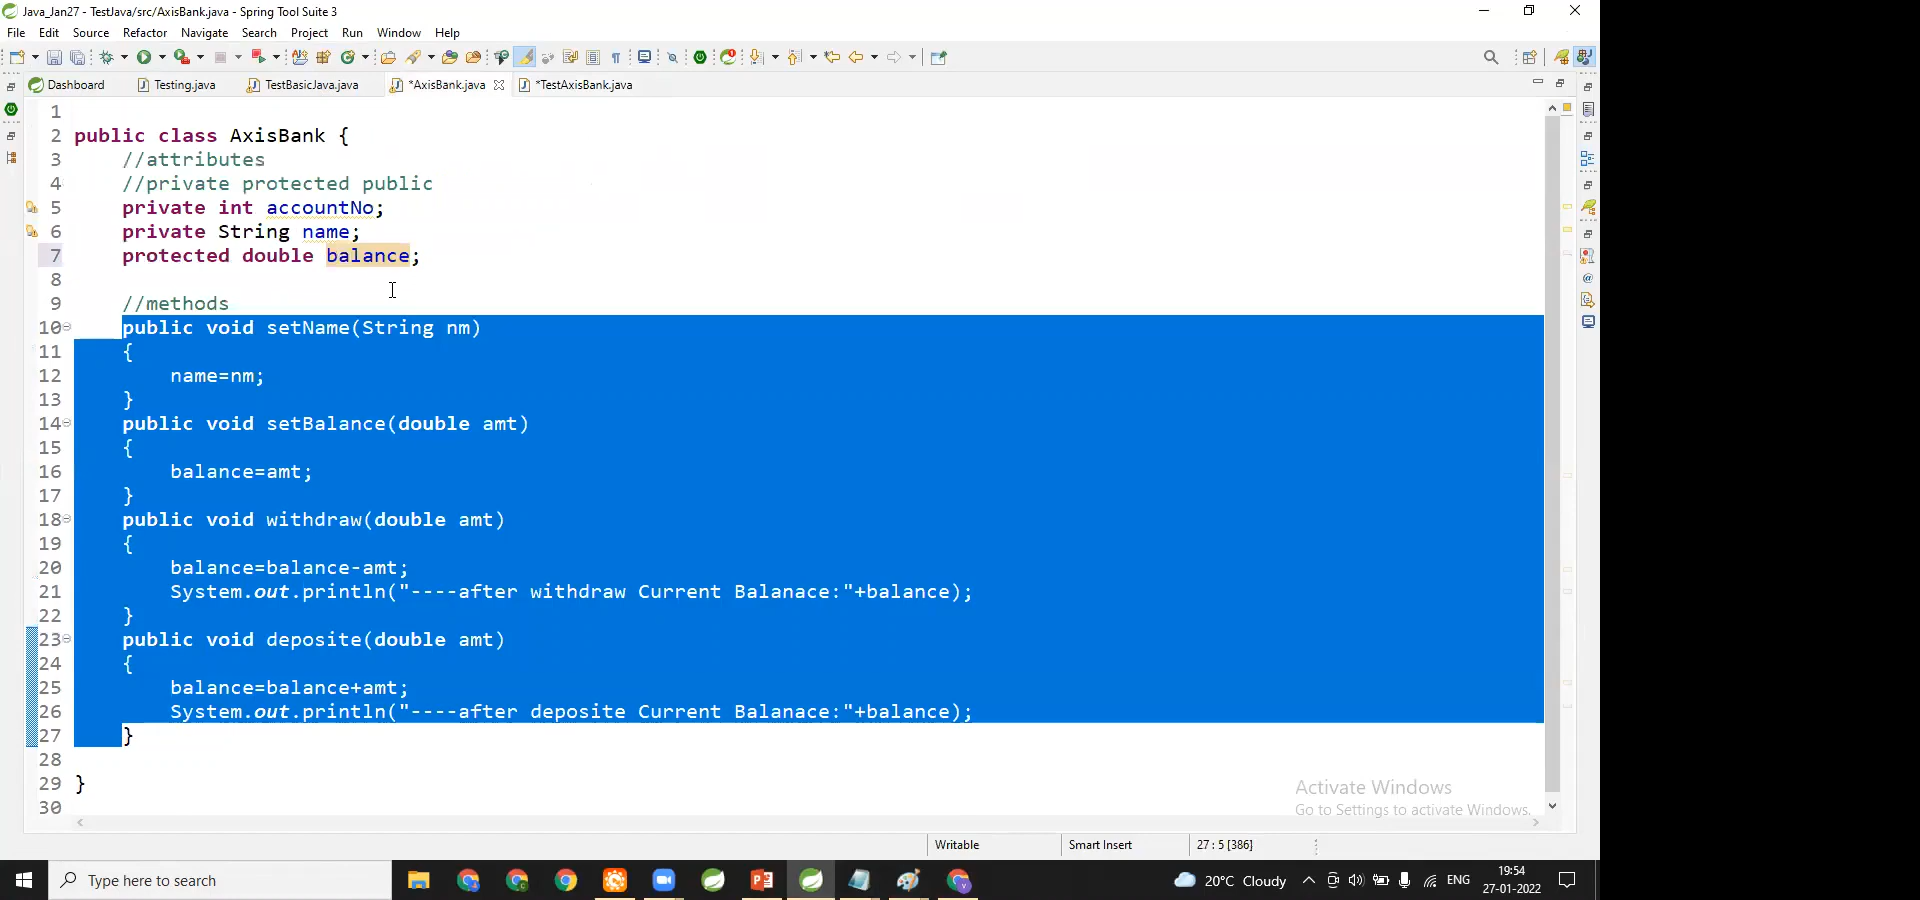 Java_Jan27 - TestJava/src/AxisBank.java - Spring Tool Suite 3
File Edit Source Refactor Navigate Search Project Run Window Help
Dashboard Testing.java TestBasicJava.java *AxisBank.java *TestAxisBank.java
1
2 public class AxisBank {
3 //attributes
4 //private protected public
5 private int accountNo;
6 private String name;
7 protected double balance;
8
9 //methods
10 public void setName(String nm)
11 {
12 name=nm;
13 }
14 public void setBalance(double amt)
15 {
16 balance=amt;
17 }
18 public void withdraw(double amt)
19 {
20 balance=balance-amt;
21 System.out.println("----after withdraw Current Balanace:"+balance);
22 }
23 public void deposite(double amt)
24 {
25 balance=balance+amt;
26 System.out.println("----after deposite Current Balanace:"+balance);
27 }
28
29 }
30
Activate Windows
Go to Settings to activate Windows.
Writable Smart Insert 27 : 5 [386]
Type here to search 20°C Cloudy ENG 19:54
27-01-2022